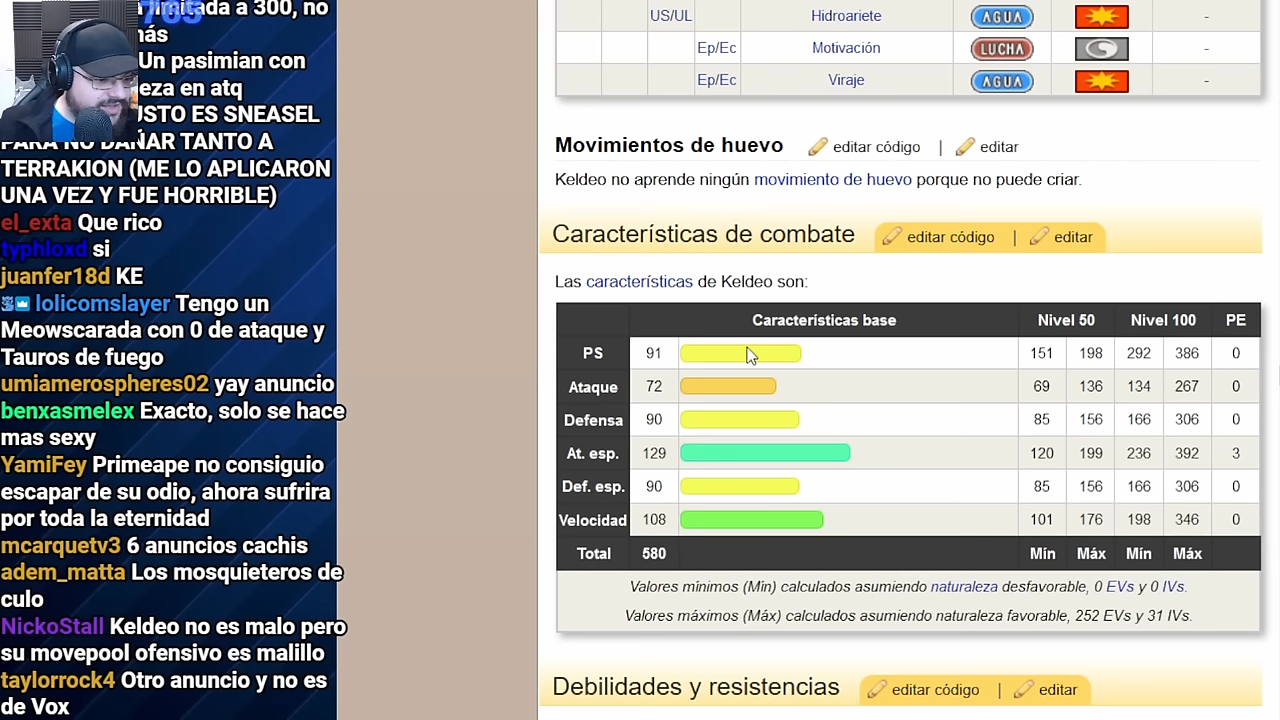 limitada a 300, no
más
765
Un pasimian con
eza en atq
USTO ES SNEASEL
PARA NO DAÑAR TANTO A
TERRAKION (ME LO APLICARON
UNA VEZ Y FUE HORRIBLE)
el_exta Que rico
typhloxd si
juanfer18d KE
lolicomslayer Tengo un
Meowscarada con 0 de ataque y
Tauros de fuego
umiamerospheres02 yay anuncio
benxasmelex Exacto, solo se hace
mas sexy
YamiFey Primeape no consiguio
escapar de su odio, ahora sufrira
por toda la eternidad
mcarquetv3 6 anuncios cachis
adem_matta Los mosquieteros de
culo
NickoStall Keldeo no es malo pero
su movepool ofensivo es malillo
taylorrock4 Otro anuncio y no es
de Vox
US/UL Hidroariete AGUA -
Ep/Ec Motivación LUCHA -
Ep/Ec Viraje AGUA -
Movimientos de huevo editar código | editar
Keldeo no aprende ningún movimiento de huevo porque no puede criar.
Características de combate editar código | editar
Las características de Keldeo son:
Características base Nivel 50 Nivel 100 PE
PS 91 151 198 292 386 0
Ataque 72 69 136 134 267 0
Defensa 90 85 156 166 306 0
At. esp. 129 120 199 236 392 3
Def. esp. 90 85 156 166 306 0
Velocidad 108 101 176 198 346 0
Total 580 Mín Máx Mín Máx
Valores mínimos (Min) calculados asumiendo naturaleza desfavorable, 0 EVs y 0 IVs.
Valores máximos (Máx) calculados asumiendo naturaleza favorable, 252 EVs y 31 IVs.
Debilidades y resistencias editar código | editar